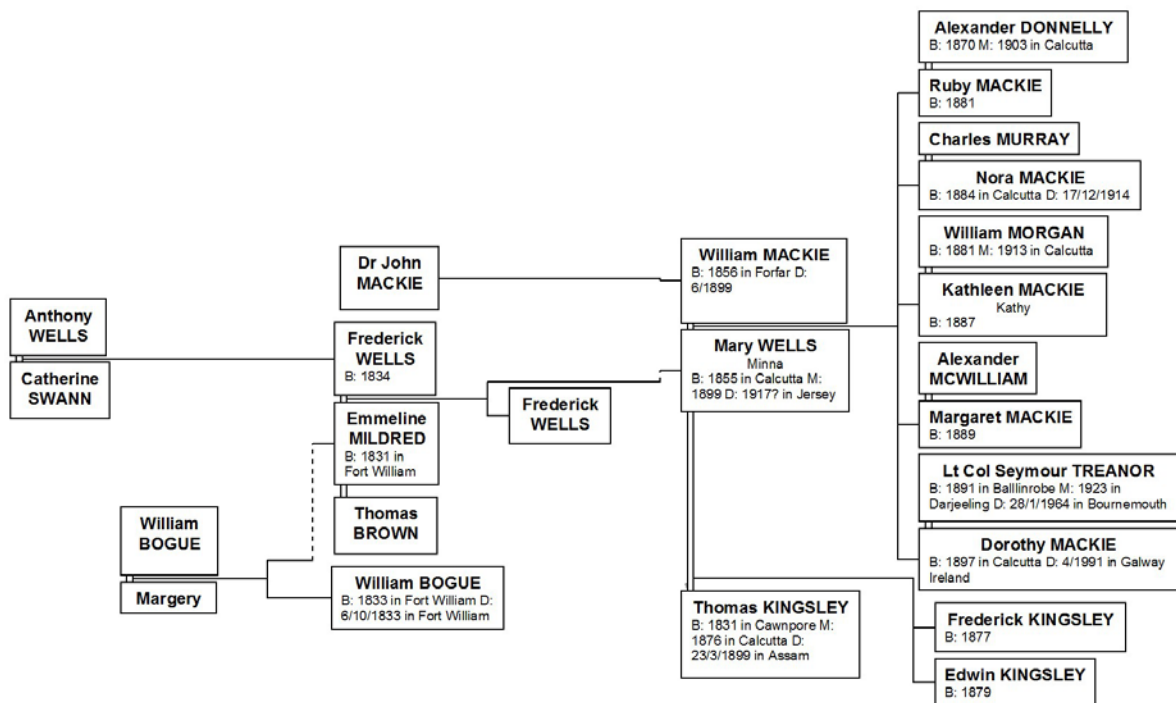 Anthony
WELLS
Catherine
SWANN
William
BOGUE
Margery
Dr John
MACKIE
Frederick
WELLS
B: 1834
Emmeline
MILDRED
B: 1831 in
Fort William
Thomas
BROWN
William BOGUE
B: 1833 in Fort William D:
6/10/1833 in Fort William
Frederick
WELLS
William MACKIE
B: 1856 in Forfar D:
6/1899
Mary WELLS
Minna
B: 1855 in Calcutta M:
1899 D: 1917? in Jersey
Thomas KINGSLEY
B: 1831 in Cawnpore M:
1876 in Calcutta D:
23/3/1899 in Assam
Alexander DONNELLY
B: 1870 M: 1903 in Calcutta
Ruby MACKIE
B: 1881
Charles MURRAY
Nora MACKIE
B: 1884 in Calcutta D: 17/12/1914
William MORGAN
B: 1881 M: 1913 in Calcutta
Kathleen MACKIE
Kathy
B: 1887
Alexander
MCWILLIAM
Margaret MACKIE
B: 1889
Lt Col Seymour TREANOR
B: 1891 in Balllinrobe M: 1923 in
Darjeeling D: 28/1/1964 in Bournemouth
Dorothy MACKIE
B: 1897 in Calcutta D: 4/1991 in Galway
Ireland
Frederick KINGSLEY
B: 1877
Edwin KINGSLEY
B: 1879